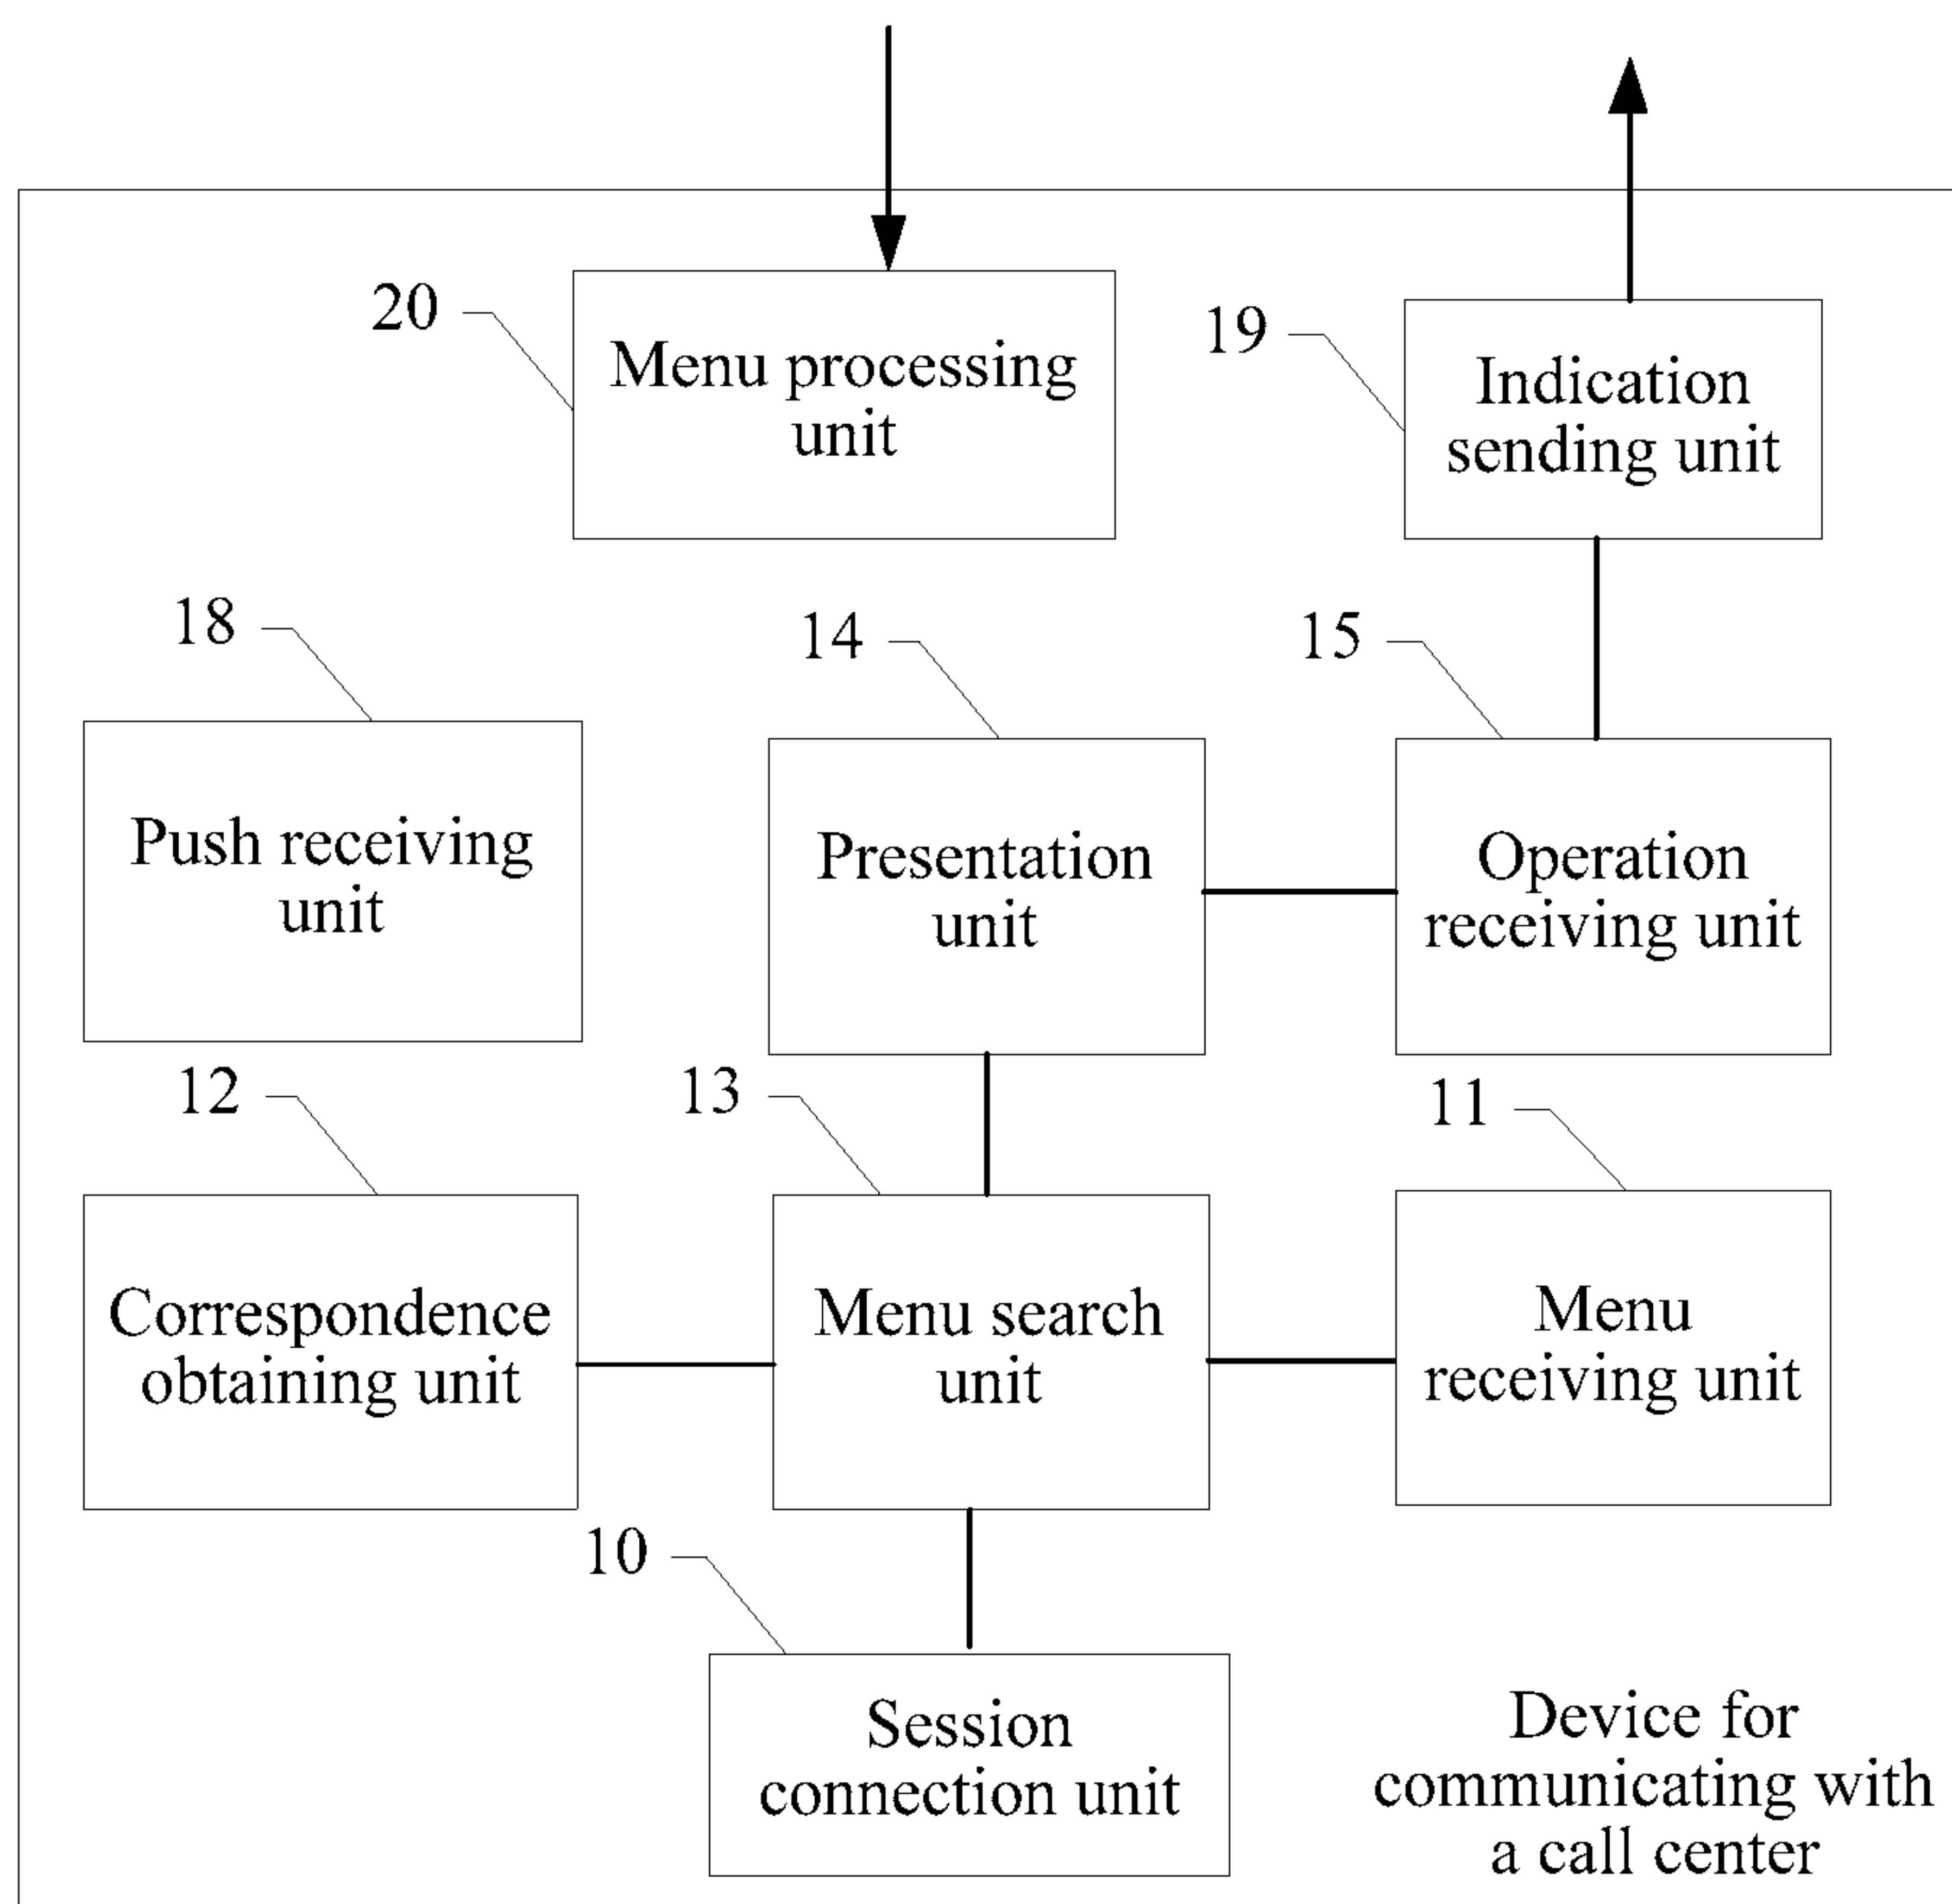 20
Menu processing
unit
19
Indication
sending unit
18
Push receiving
unit
14
Presentation
unit
15
Operation
receiving unit
12
Correspondence
obtaining unit
13
Menu search
unit
11
Menu
receiving unit
10
Session
connection unit
Device for
communicating with
a call center